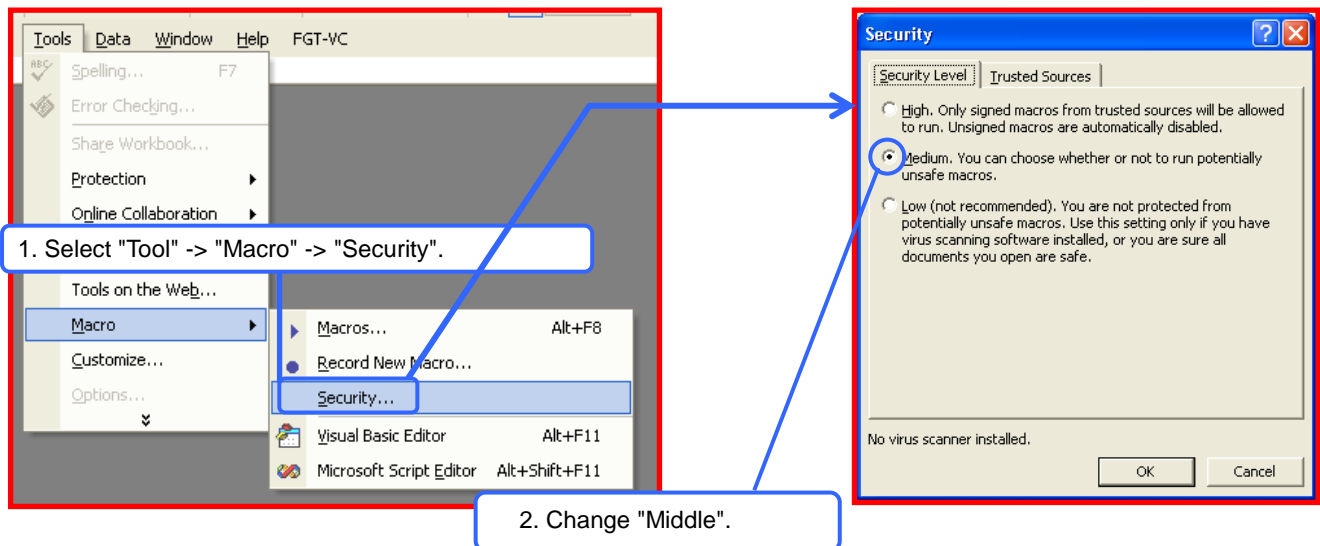 Tools Data Window Help FGT-VC
ABC
Spelling... F7
Error Checking...
Share Workbook...
Protection
Online Collaboration
1. Select "Tool" -> "Macro" -> "Security".
Tools on the Web...
Macro
Customize...
Options...
Macros... Alt+F8
Record New Macro...
Security...
Visual Basic Editor Alt+F11
Microsoft Script Editor Alt+Shift+F11
Security
Security Level Trusted Sources
High. Only signed macros from trusted sources will be allowed
to run. Unsigned macros are automatically disabled.
Medium. You can choose whether or not to run potentially
unsafe macros.
Low (not recommended). You are not protected from
potentially unsafe macros. Use this setting only if you have
virus scanning software installed, or you are sure all
documents you open are safe.
No virus scanner installed.
OK Cancel
2. Change "Middle".